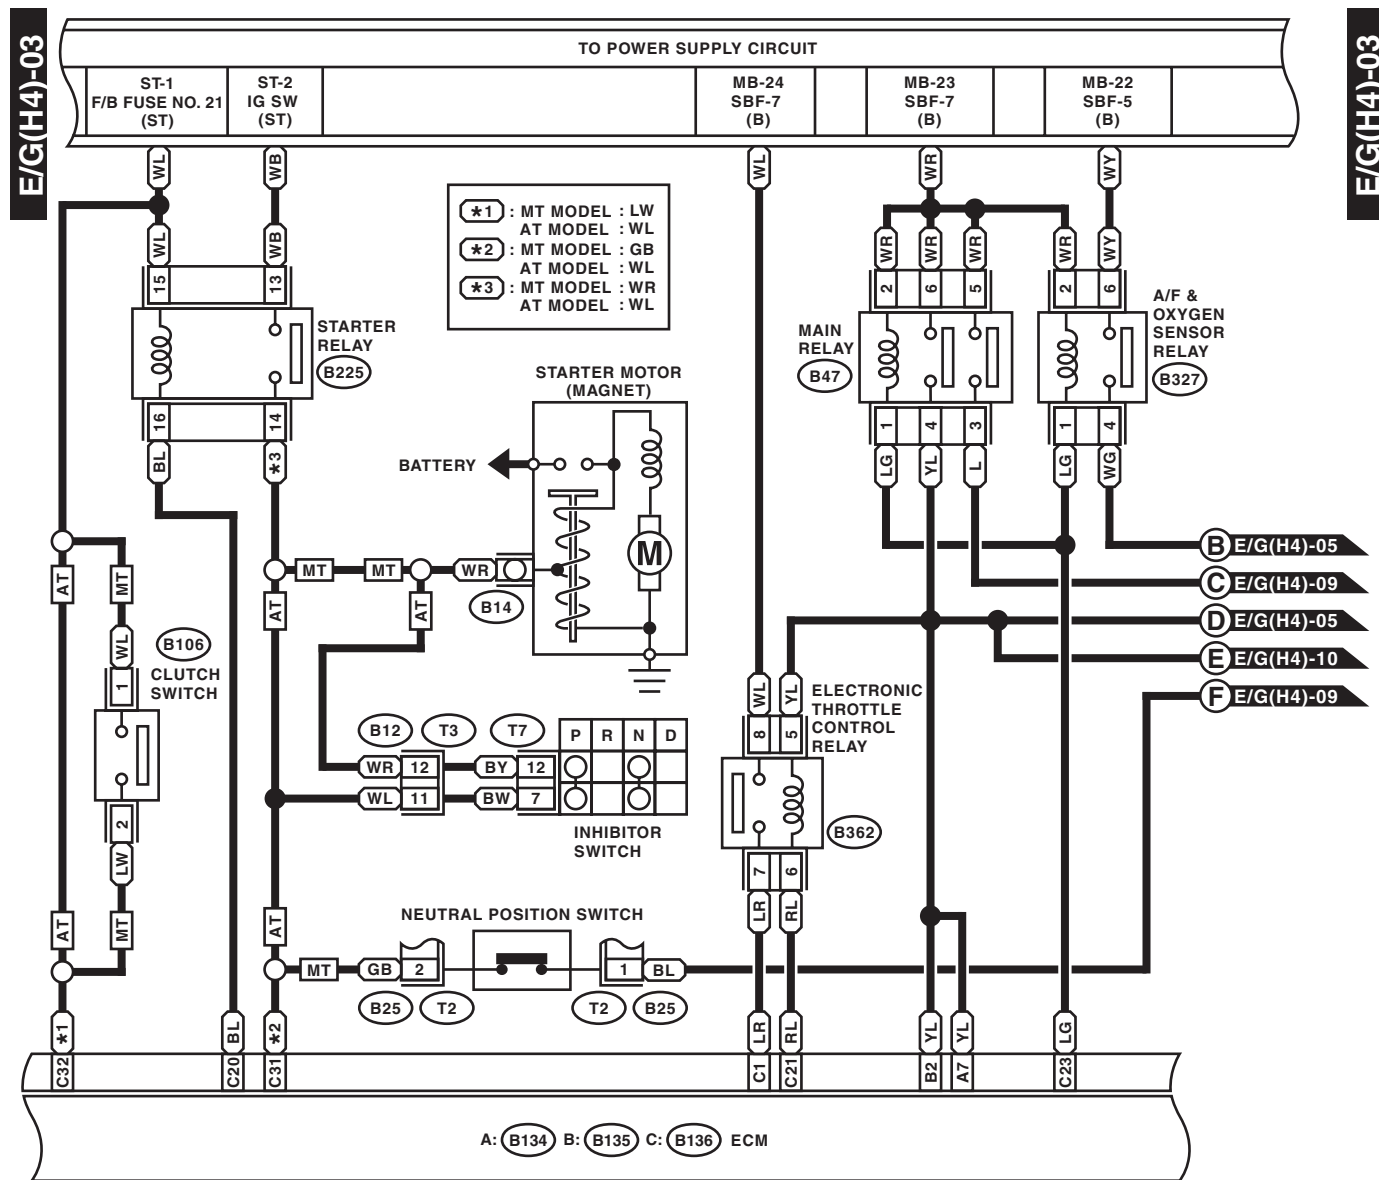 E/G(H4)-03
E/G(H4)-03
TO POWER SUPPLY CIRCUIT
ST-1
F/B FUSE NO. 21
(ST)
ST-2
IG SW
(ST)
MB-24
SBF-7
(B)
MB-23
SBF-7
(B)
MB-22
SBF-5
(B)
WL
WB
WL
WR
WY
WL
WB
WR
WR
WR
WR
WY
*1 : MT MODEL : LW
AT MODEL : WL
*2 : MT MODEL : GB
AT MODEL : WL
*3 : MT MODEL : WR
AT MODEL : WL
15
13
2
6
5
2
6
STARTER
RELAY
B225
MAIN
RELAY
B47
A/F &
OXYGEN
SENSOR
RELAY
B327
16
14
1
4
3
1
4
BL
*3
LG
YL
L
LG
WG
STARTER MOTOR
(MAGNET)
BATTERY
M
B E/G(H4)-05
C E/G(H4)-09
D E/G(H4)-05
E E/G(H4)-10
F E/G(H4)-09
AT
MT
MT
MT
WR
B14
AT
AT
WL
1
B106
CLUTCH
SWITCH
2
LW
AT
MT
WL
YL
8
5
ELECTRONIC
THROTTLE
CONTROL
RELAY
B362
7
6
LR
RL
B12
T3
T7
P R N D
WR 12
BY 12
WL 11
BW 7
INHIBITOR
SWITCH
AT
NEUTRAL POSITION SWITCH
MT
GB 2
1 BL
B25
T2
T2
B25
*1
BL
*2
LR
RL
YL
YL
LG
C32
C20
C31
C1
C21
B2
A7
C23
A: B134 B: B135 C: B136 ECM